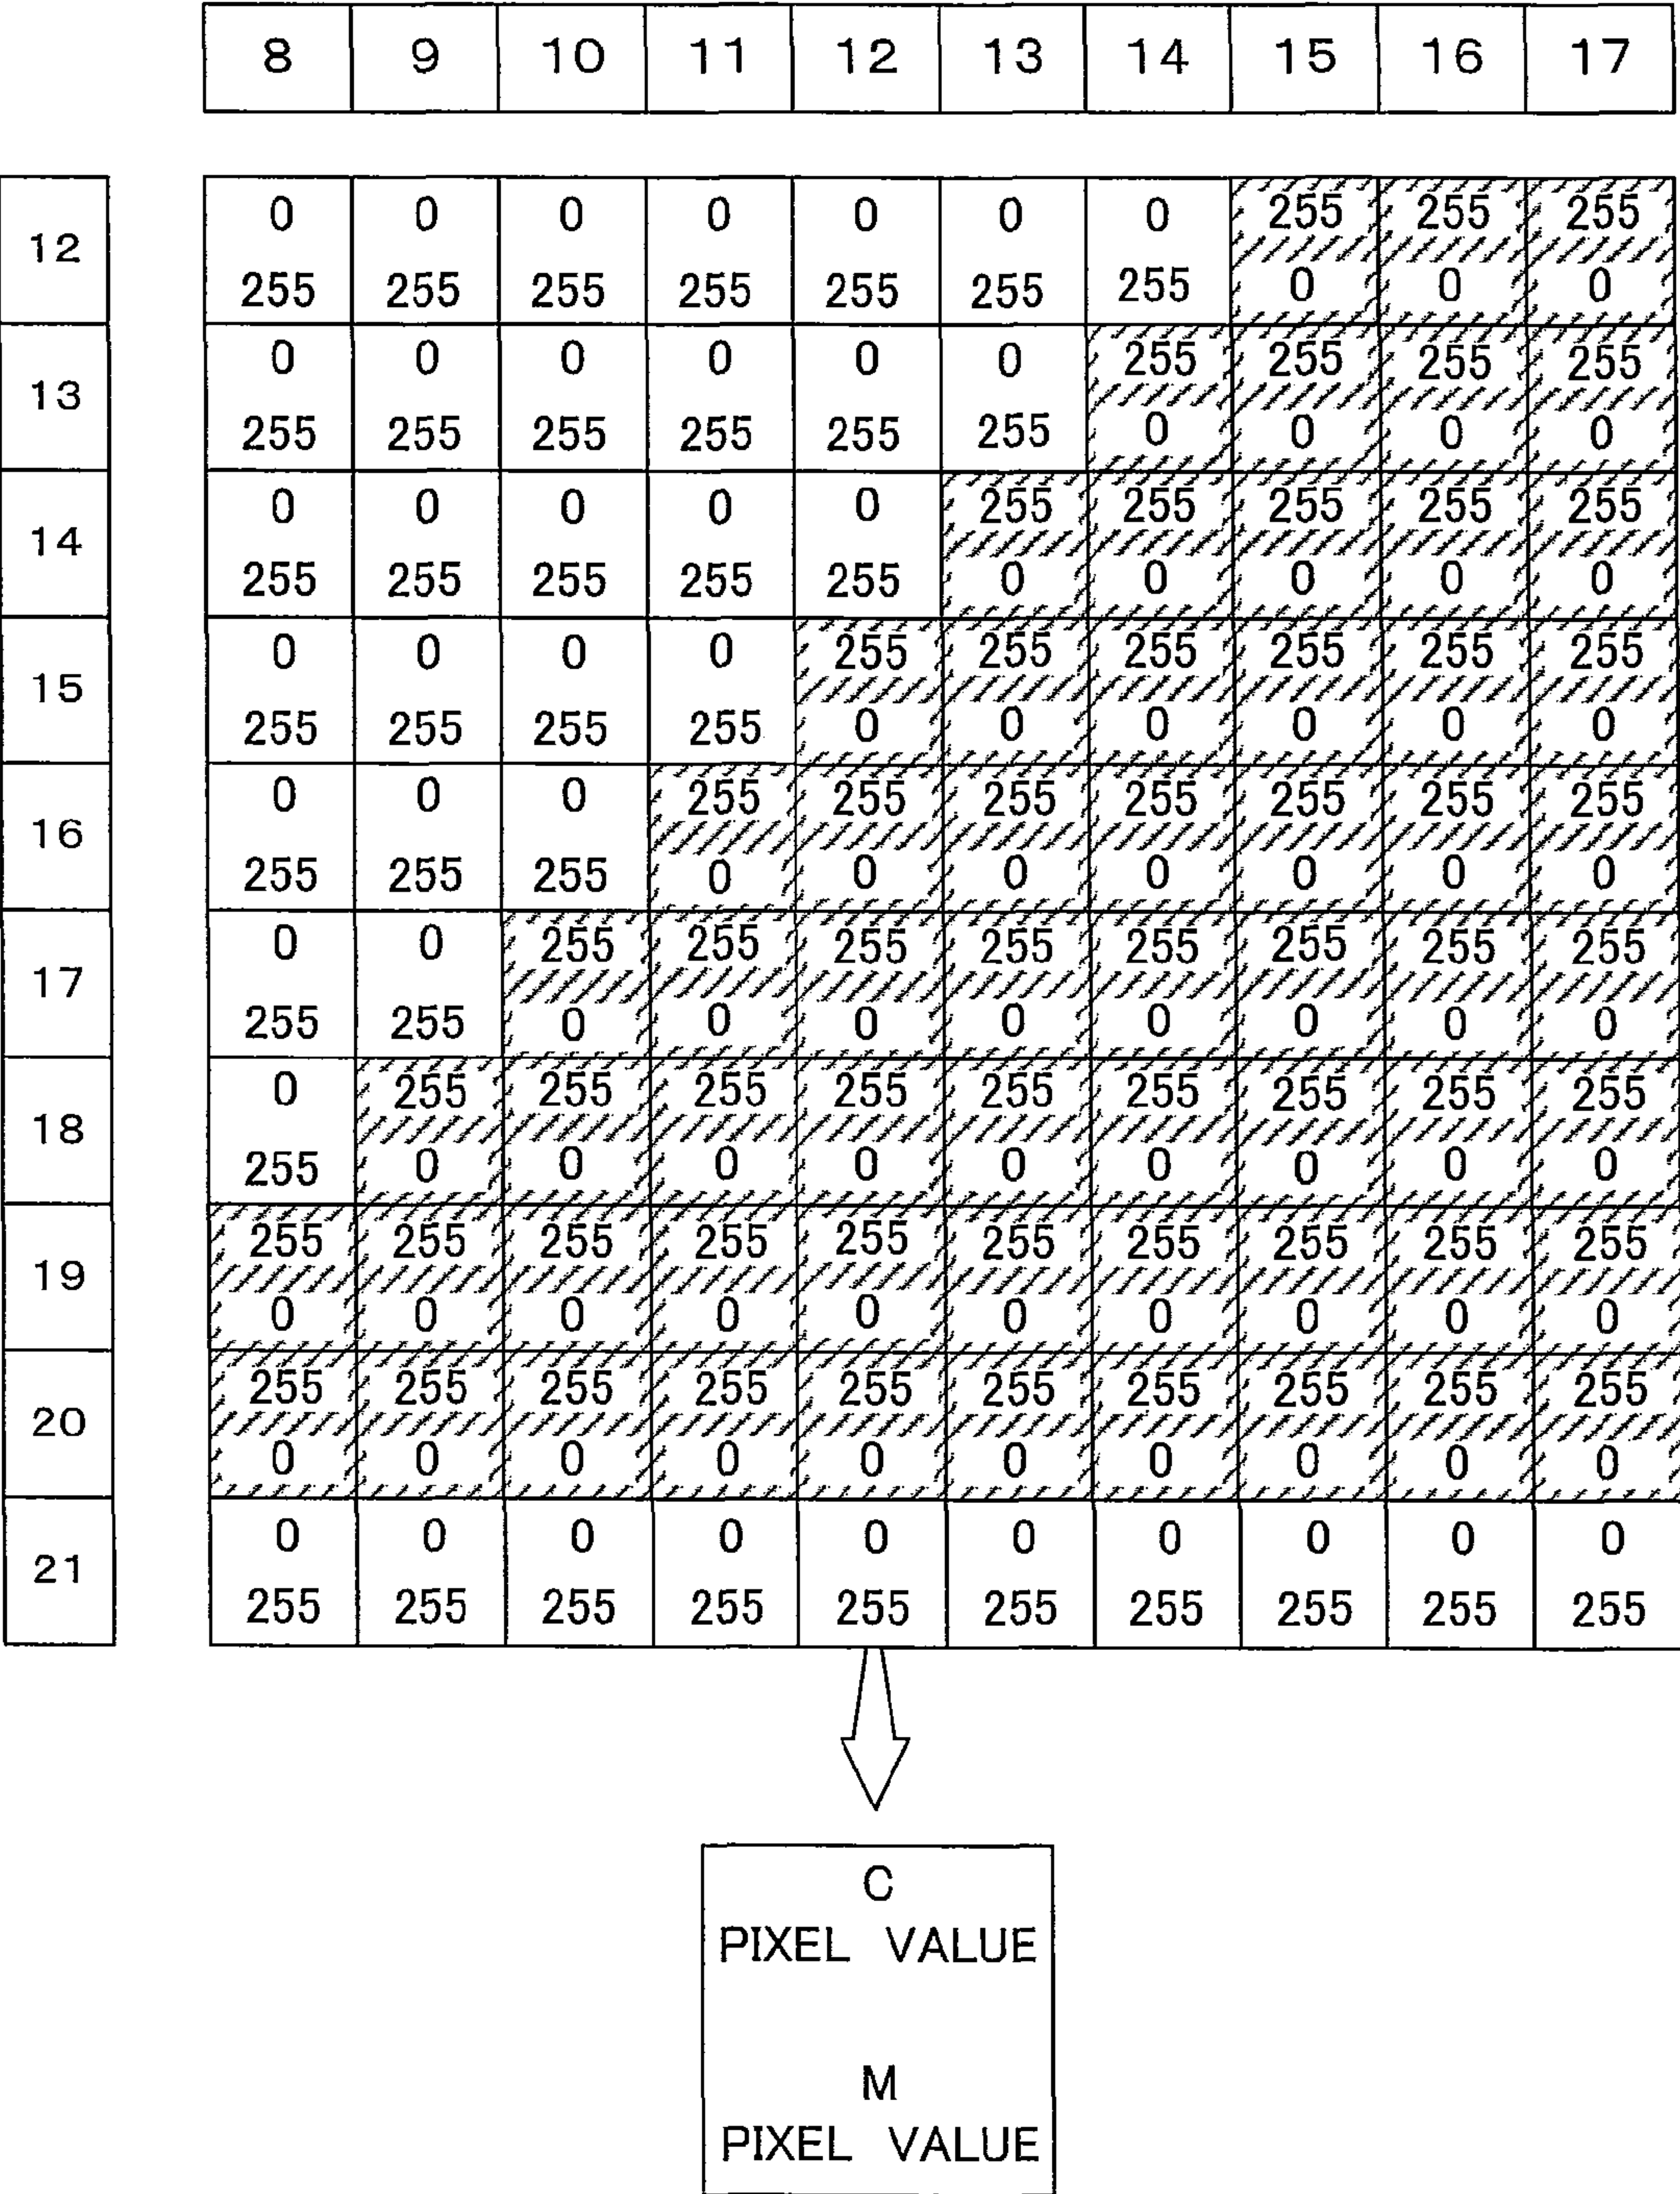 8 9 10 11 12 13 14 15 16 17
12 0 0 0 0 0 0 0 255 255 255
255 255 255 255 255 255 255 0 0 0
13 0 0 0 0 0 0 255 255 255 255
255 255 255 255 255 255 0 0 0 0
14 0 0 0 0 0 255 255 255 255 255
255 255 255 255 255 0 0 0 0 0
15 0 0 0 0 255 255 255 255 255 255
255 255 255 255 0 0 0 0 0 0
16 0 0 0 255 255 255 255 255 255 255
255 255 255 0 0 0 0 0 0 0
17 0 0 255 255 255 255 255 255 255 255
255 255 0 0 0 0 0 0 0 0
18 0 255 255 255 255 255 255 255 255 255
255 0 0 0 0 0 0 0 0 0
19 255 255 255 255 255 255 255 255 255 255
0 0 0 0 0 0 0 0 0 0
20 255 255 255 255 255 255 255 255 255 255
0 0 0 0 0 0 0 0 0 0
21 0 0 0 0 0 0 0 0 0 0
255 255 255 255 255 255 255 255 255 255
C
PIXEL VALUE
M
PIXEL VALUE